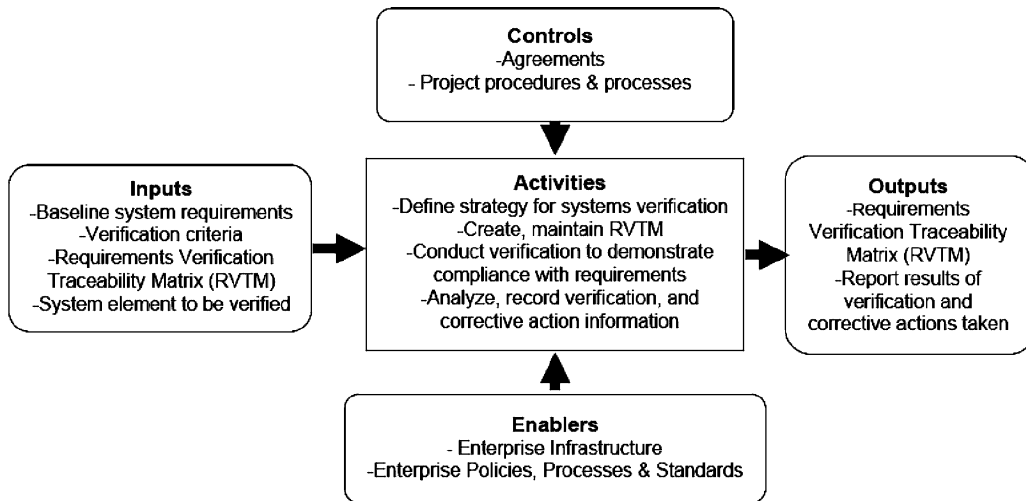 Controls
-Agreements
- Project procedures & processes
Inputs
-Baseline system requirements
-Verification criteria
-Requirements Verification
Traceability Matrix (RVTM)
-System element to be verified
Activities
-Define strategy for systems verification
-Create, maintain RVTM
-Conduct verification to demonstrate
compliance with requirements
-Analyze, record verification, and
corrective action information
Outputs
-Requirements
Verification Traceability
Matrix (RVTM)
-Report results of
verification and
corrective actions taken
Enablers
- Enterprise Infrastructure
-Enterprise Policies, Processes & Standards